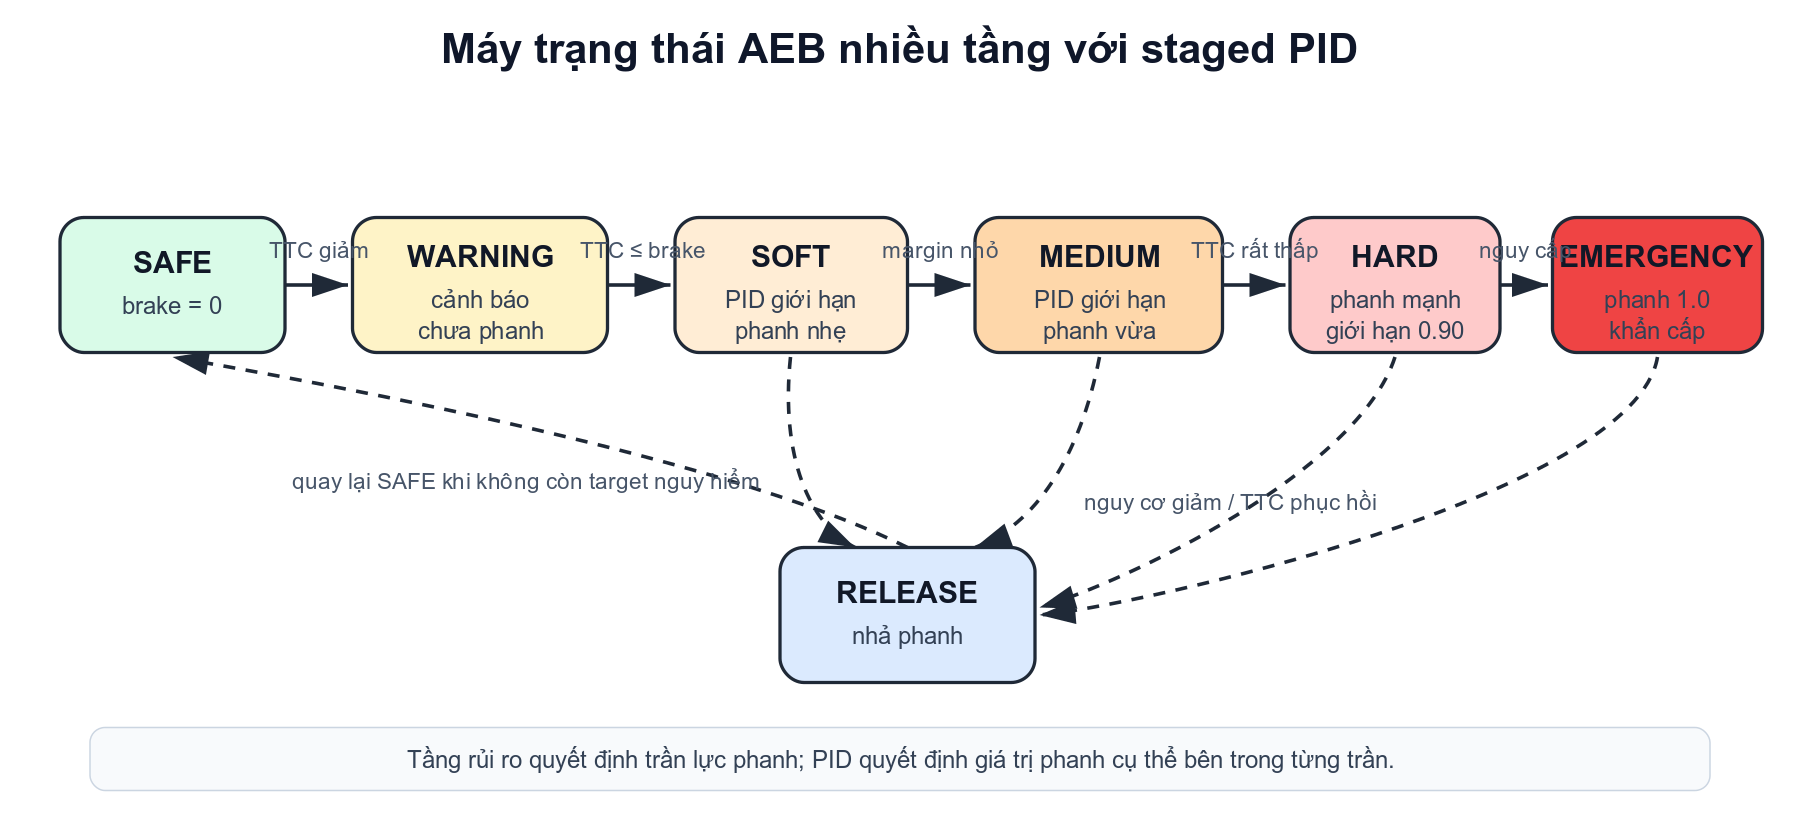 Máy trạng thái AEB nhiều tầng với staged PID
SAFE
brake = 0
TTC giảm
WARNING
cảnh báo
chưa phanh
TTC ≤ brake
SOFT
PID giới hạn
phanh nhẹ
margin nhỏ
MEDIUM
PID giới hạn
phanh vừa
TTC rất thấp
HARD
phanh mạnh
giới hạn 0.90
nguy cấp
EMERGENCY
phanh 1.0
khẩn cấp
quay lại SAFE khi không còn target nguy hiểm
nguy cơ giảm / TTC phục hồi
RELEASE
nhả phanh
Tầng rủi ro quyết định trần lực phanh; PID quyết định giá trị phanh cụ thể bên trong từng trần.